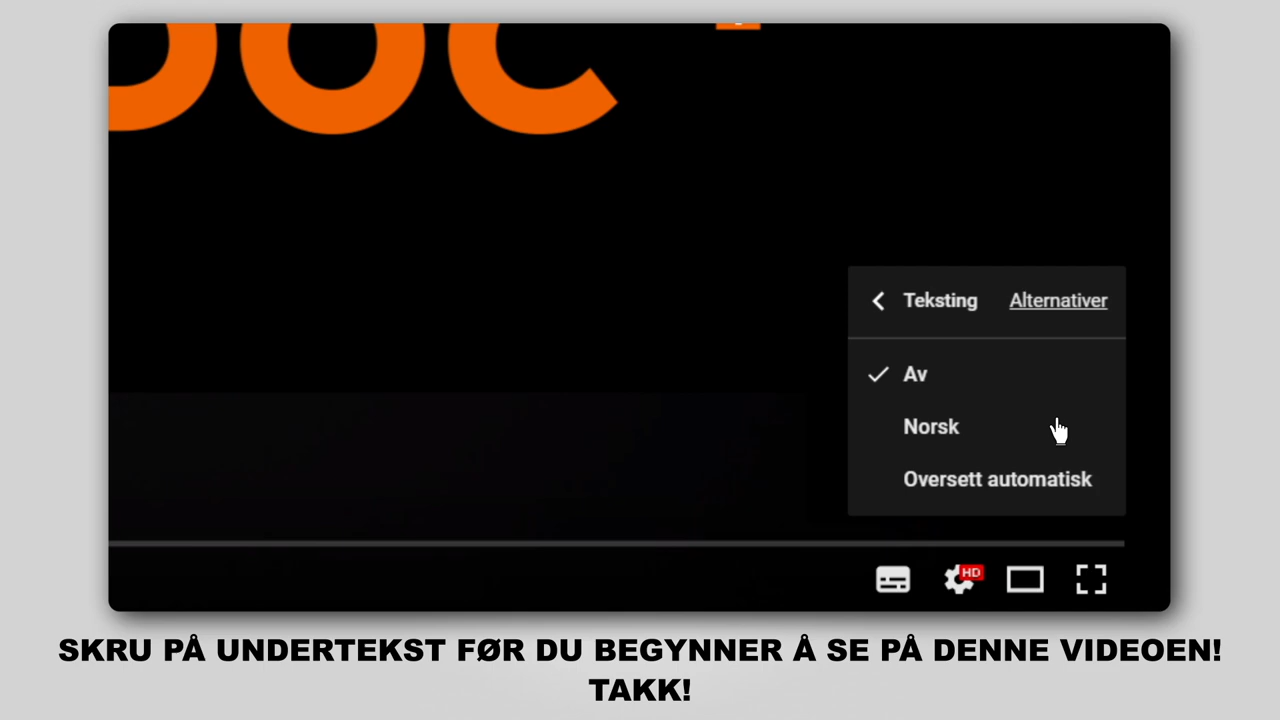 Teksting Alternativer
Av
Norsk
Oversett automatisk
HD
SKRU PÅ UNDERTEKST FØR DU BEGYNNER Å SE PÅ DENNE VIDEOEN!
TAKK!